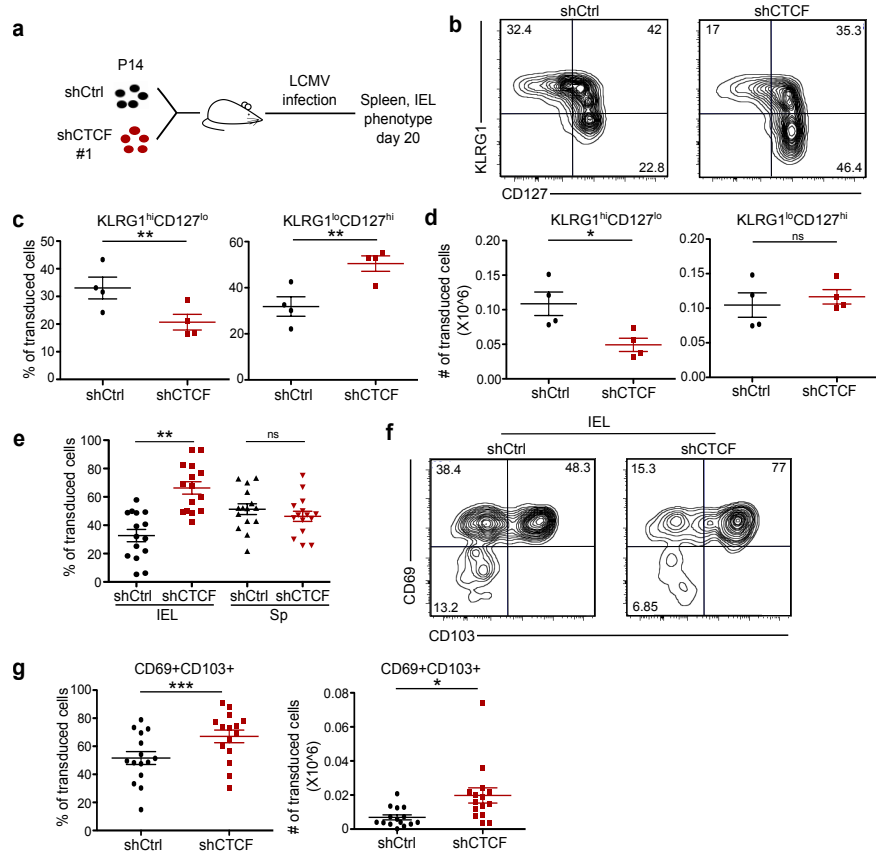 a
P14
shCtrl
shCTCF
#1
LCMV
infection
Spleen, IEL
phenotype
day 20
b
shCtrl
shCTCF
32.4
42
22.8
17
35.3
46.4
KLRG1
CD127
c
KLRG1hiCD127lo
KLRG1loCD127hi
% of transduced cells
50
40
30
20
10
0
**
shCtrl
shCTCF
60
40
20
0
**
shCtrl
shCTCF
d
KLRG1hiCD127lo
KLRG1loCD127hi
# of transduced cells
(X10^6)
0.20
0.15
0.10
0.05
0.00
*
shCtrl
shCTCF
0.20
0.15
0.10
0.05
0.00
ns
shCtrl
shCTCF
e
% of transduced cells
100
80
60
40
20
0
**
ns
shCtrl
shCTCF
shCtrl
shCTCF
IEL
Sp
f
IEL
shCtrl
shCTCF
38.4
48.3
13.2
15.3
77
6.85
CD69
CD103
g
CD69+CD103+
% of transduced cells
100
80
60
40
20
0
***
shCtrl
shCTCF
CD69+CD103+
# of transduced cells
(X10^6)
0.08
0.06
0.04
0.02
0
*
shCtrl
shCTCF